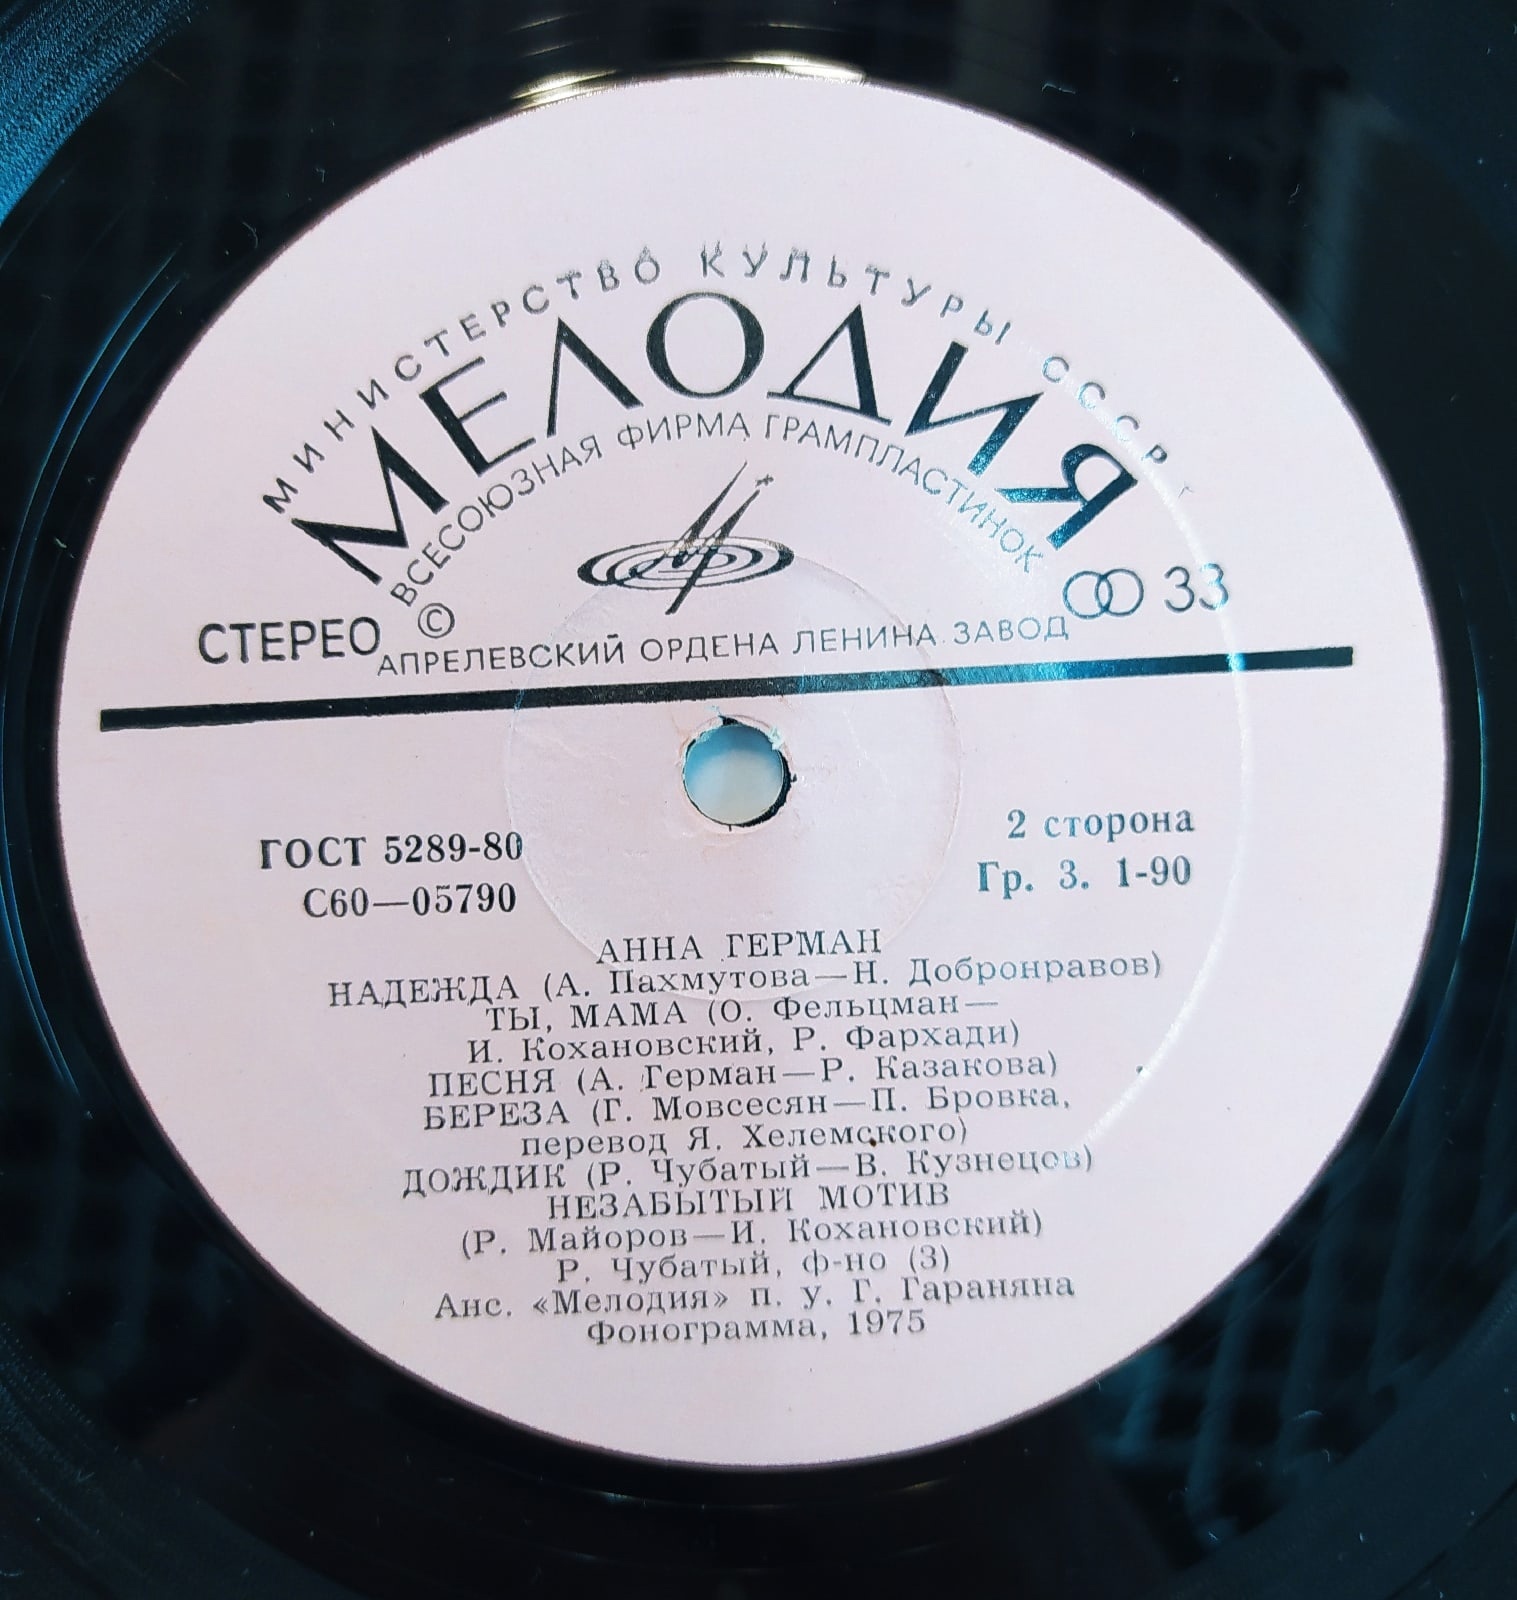 МИНИСТЕРСТВО КУЛЬТУРЫ СССР
МЕЛОДИЯ
ВСЕСОЮЗНАЯ ФИРМА ГРАМПЛАСТИНОК
СТЕРЕО © 33
АПРЕЛЕВСКИЙ ОРДЕНА ЛЕНИНА ЗАВОД
ГОСТ 5289-80
С60—05790
2 сторона
Гр. 3. 1-90
АННА ГЕРМАН
НАДЕЖДА (А. Пахмутова—Н. Добронравов)
ТЫ, МАМА (О. Фельцман—
И. Кохановский, Р. Фархади)
ПЕСНЯ (А. Герман—Р. Казакова)
БЕРЕЗА (Г. Мовсесян—П. Бровка,
перевод Я. Хелемского)
ДОЖДИК (Р. Чубатый—В. Кузнецов)
НЕЗАБЫТЫЙ МОТИВ
(Р. Майоров—И. Кохановский)
Р. Чубатый, ф-но (3)
Анс. «Мелодия» п. у. Г. Гараняна
Фонограмма, 1975